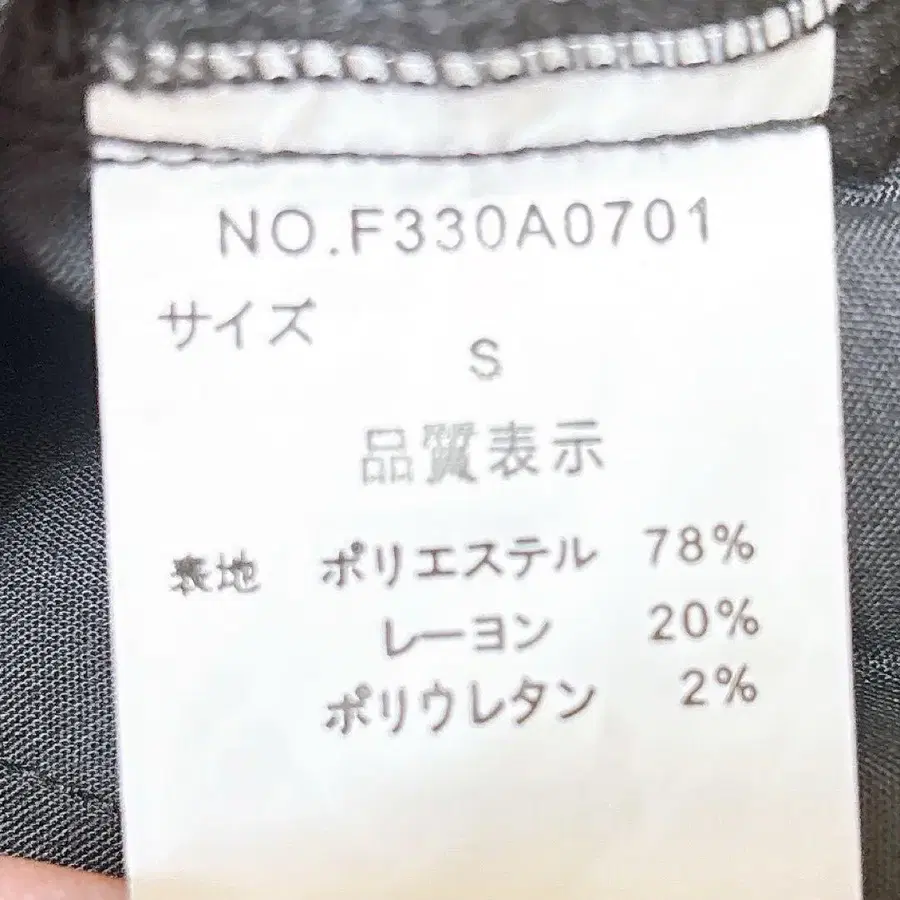 NO.F330A0701
サイズ
S
品質表示
表地 ポリエステル 78%
レーヨン 20%
ポリウレタン 2%